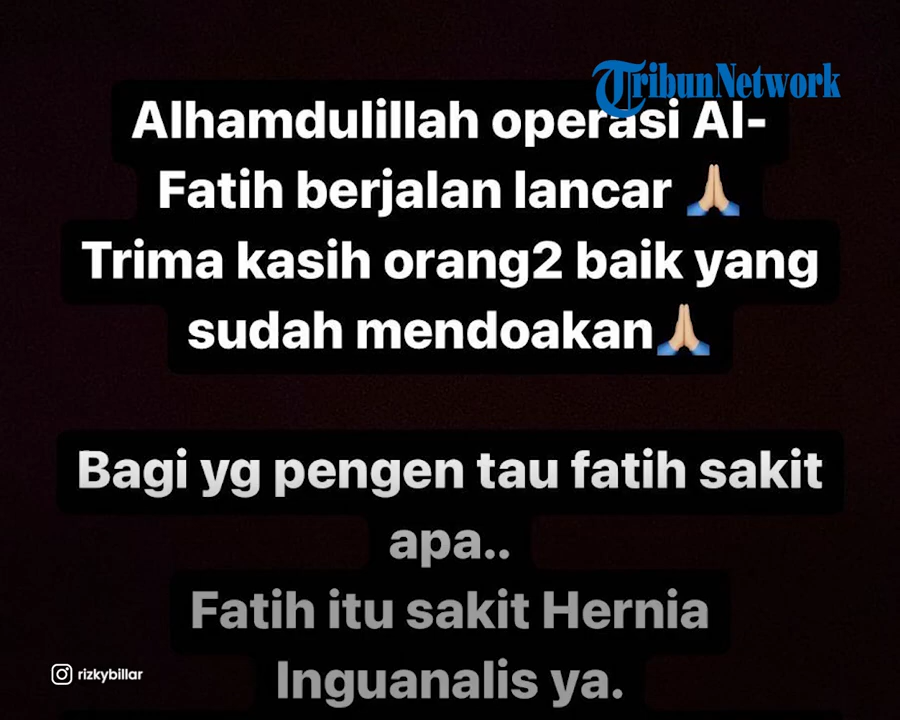 TribunNetwork
Alhamdulillah operasi Al-
Fatih berjalan lancar 🙏🏼
Trima kasih orang2 baik yang
sudah mendoakan🙏🏼
Bagi yg pengen tau fatih sakit
apa..
Fatih itu sakit Hernia
Inguanalis ya.
rizkybillar